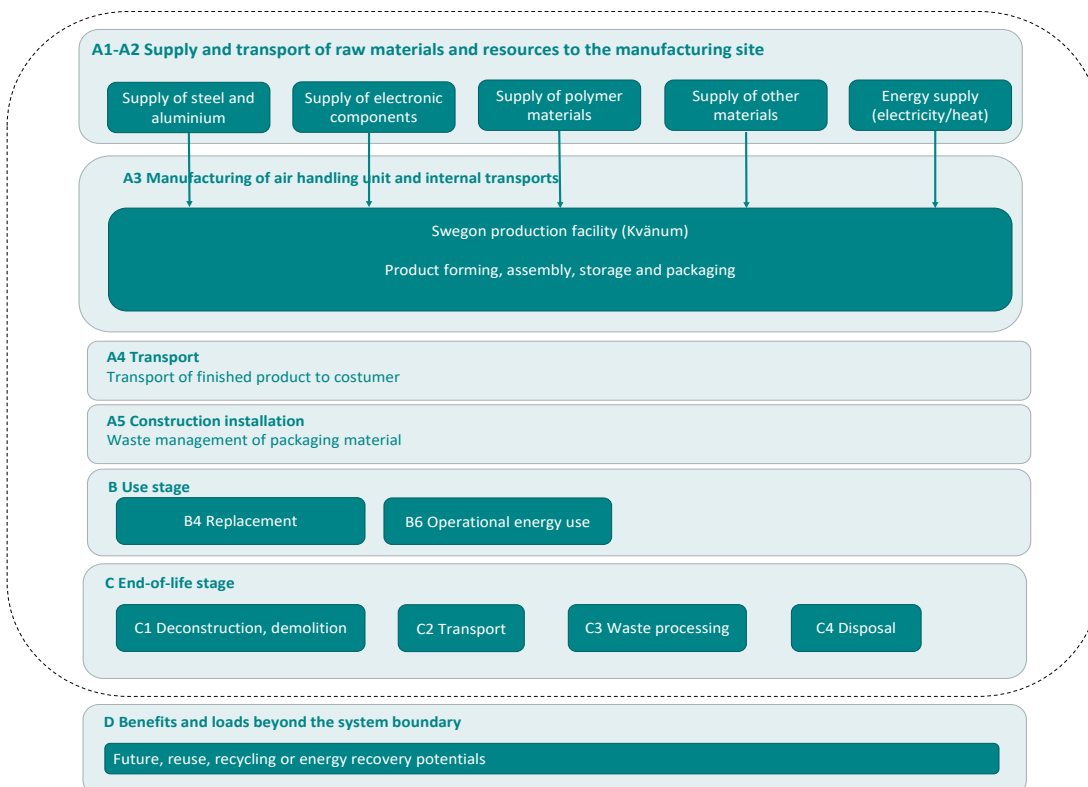 A1-A2 Supply and transport of raw materials and resources to the manufacturing site
Supply of steel and
aluminium
Supply of electronic
components
Supply of polymer
materials
Supply of other
materials
Energy supply
(electricity/heat)
A3 Manufacturing of air handling unit and internal transports
Swegon production facility (Kvänum)
Product forming, assembly, storage and packaging
A4 Transport
Transport of finished product to costumer
A5 Construction installation
Waste management of packaging material
B Use stage
B4 Replacement
B6 Operational energy use
C End-of-life stage
C1 Deconstruction, demolition
C2 Transport
C3 Waste processing
C4 Disposal
D Benefits and loads beyond the system boundary
Future, reuse, recycling or energy recovery potentials